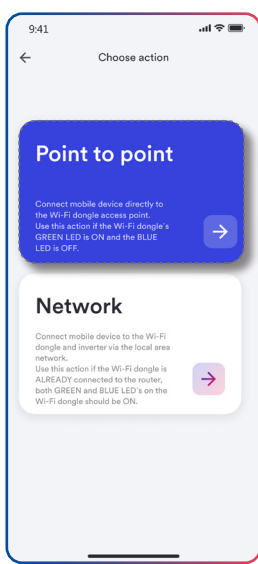 9:41
Choose action
Point to point
Connect mobile device directly to
the Wi-Fi dongle access point.
Use this action if the Wi-Fi dongle's
GREEN LED is ON and the BLUE
LED is OFF.
Network
Connect mobile device to the Wi-Fi
dongle and inverter via the local area
network.
Use this action if the Wi-Fi dongle is
ALREADY connected to the router,
both GREEN and BLUE LED's on the
Wi-Fi dongle should be ON.